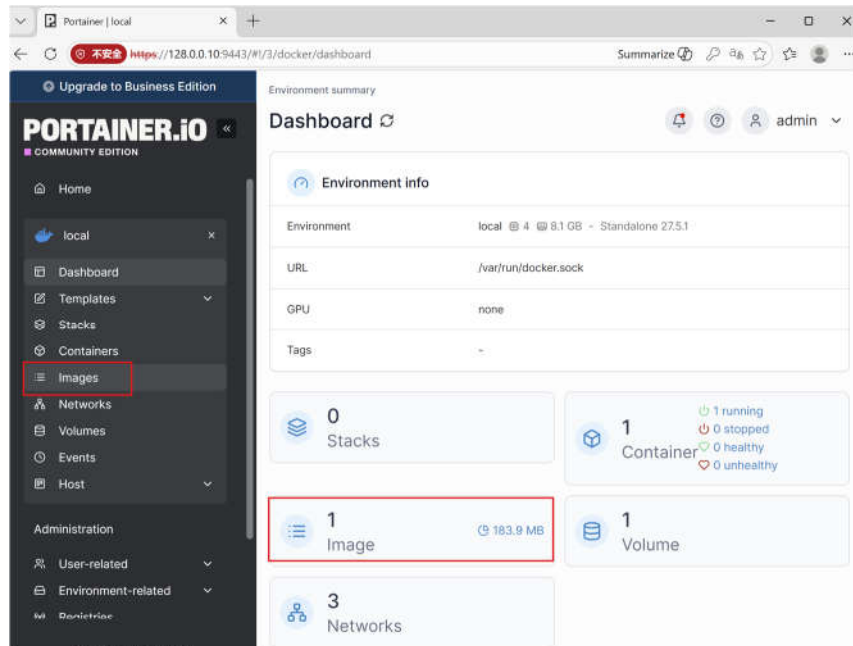 Portainer | local
不安全 https://128.0.0.10:9443/#!/3/docker/dashboard
Summarize
Upgrade to Business Edition
PORTAINER.iO
COMMUNITY EDITION
Home
local
Dashboard
Templates
Stacks
Containers
Images
Networks
Volumes
Events
Host
Administration
User-related
Environment-related
Registries
Environment summary
Dashboard
admin
Environment info
Environment
local 4 8.1 GB - Standalone 27.5.1
URL
/var/run/docker.sock
GPU
none
Tags
-
0
Stacks
1
Container
1 running
0 stopped
0 healthy
0 unhealthy
1
Image
183.9 MB
1
Volume
3
Networks